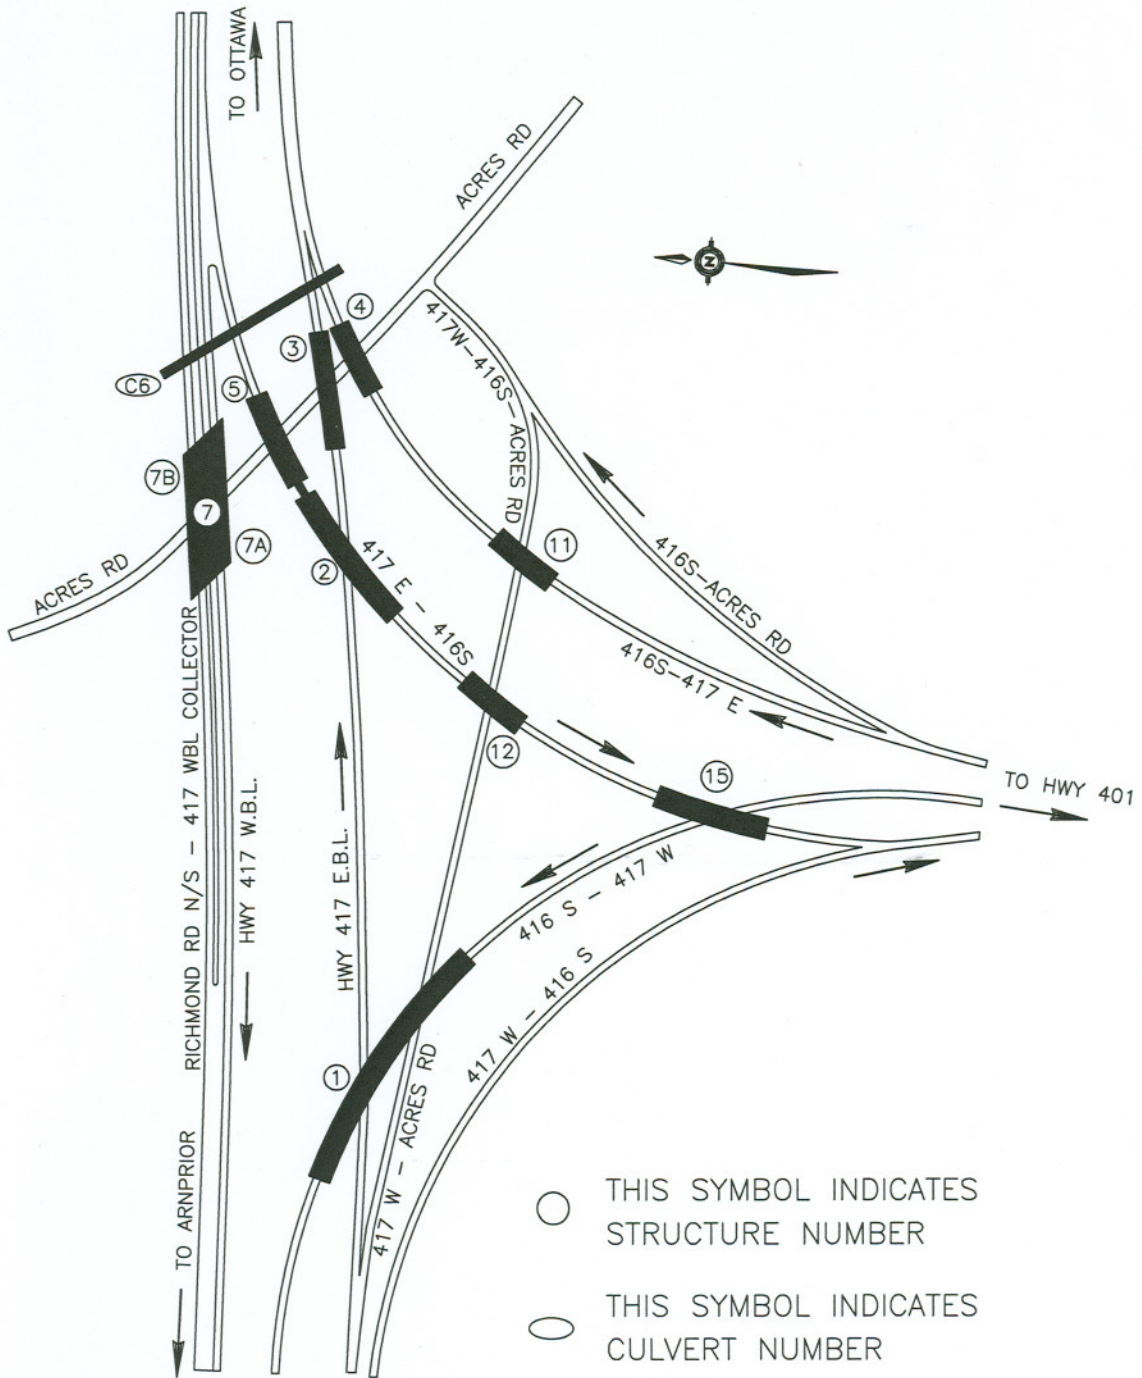 TO OTTAWA
ACRES RD
N
4
3
C6
5
417W-416S-ACRES RD
7B
7
7A
11
ACRES RD
2
417 E - 416S
416S-ACRES RD
416S-417 E
12
15
TO HWY 401
RICHMOND RD N/S - 417 WBL COLLECTOR
HWY 417 W.B.L.
HWY 417 E.B.L.
416 S - 417 W
417 W - 416 S
1
417 W - ACRES RD
TO ARNPRIOR
THIS SYMBOL INDICATES
STRUCTURE NUMBER
THIS SYMBOL INDICATES
CULVERT NUMBER